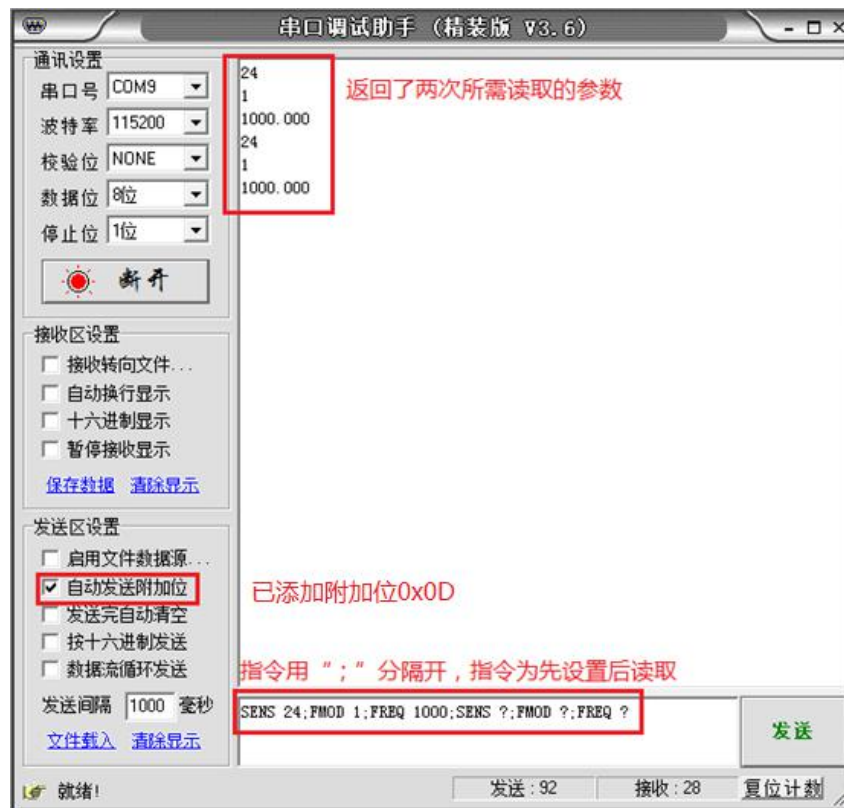 串口调试助手 (精装版 V3.6)
通讯设置
串口号 COM9
波特率 115200
校验位 NONE
数据位 8位
停止位 1位
断开
接收区设置
接收转向文件...
自动换行显示
十六进制显示
暂停接收显示
保存数据 清除显示
发送区设置
启用文件数据源...
自动发送附加位
发送完自动清空
按十六进制发送
数据流循环发送
发送间隔 1000 毫秒
文件载入 清除显示
24
1
1000.000
24
1
1000.000
返回了两次所需读取的参数
已添加附加位0x0D
指令用“;”分隔开，指令为先设置后读取
SENS 24;FMOD 1;FREQ 1000;SENS ?;FMOD ?;FREQ ?
发送
就绪!
发送:92
接收:28
复位计数